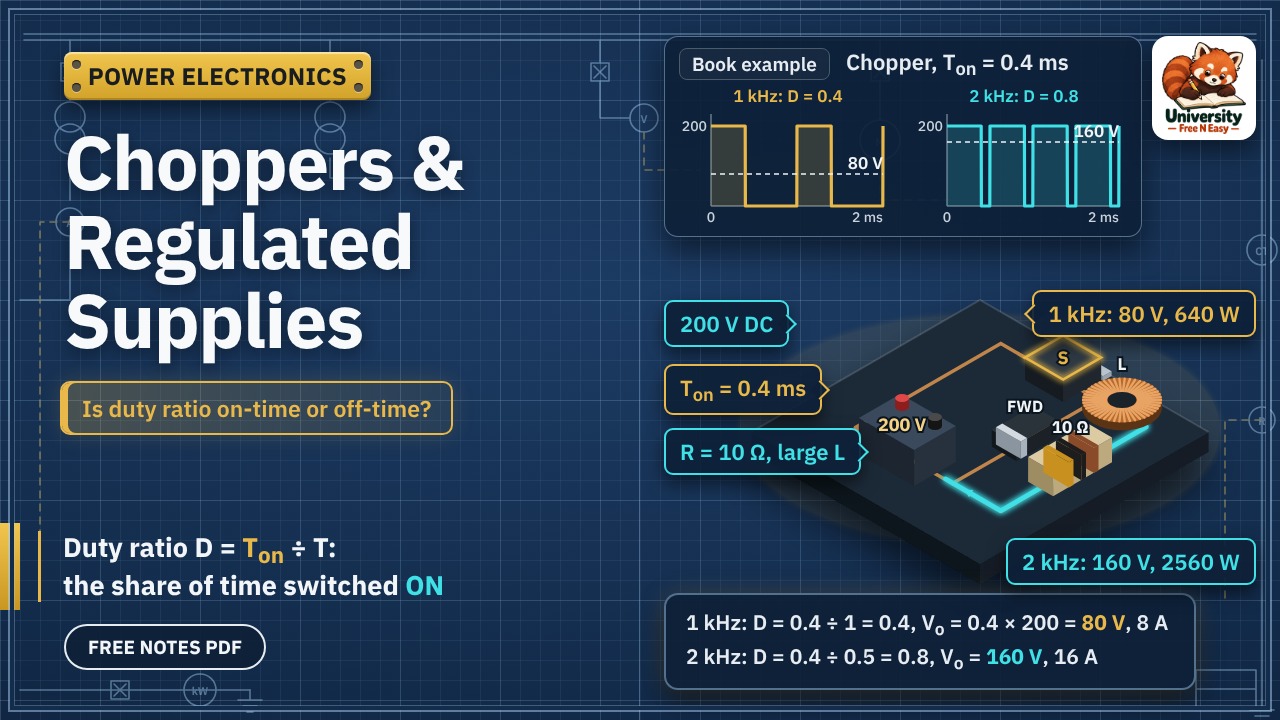 POWER ELECTRONICS
Choppers &
Regulated
Supplies
Is duty ratio on-time or off-time?
Duty ratio D = Ton ÷ T:
the share of time switched ON
FREE NOTES PDF
Book example
Chopper, Ton = 0.4 ms
1 kHz: D = 0.4
2 kHz: D = 0.8
200
80 V
0
2 ms
200
160 V
0
2 ms
University
Free N Easy
200 V DC
Ton = 0.4 ms
R = 10 Ω, large L
1 kHz: 80 V, 640 W
S
L
FWD
10 Ω
200 V
2 kHz: 160 V, 2560 W
1 kHz: D = 0.4 ÷ 1 = 0.4, Vo = 0.4 × 200 = 80 V, 8 A
2 kHz: D = 0.4 ÷ 0.5 = 0.8, Vo = 160 V, 16 A
V
kW